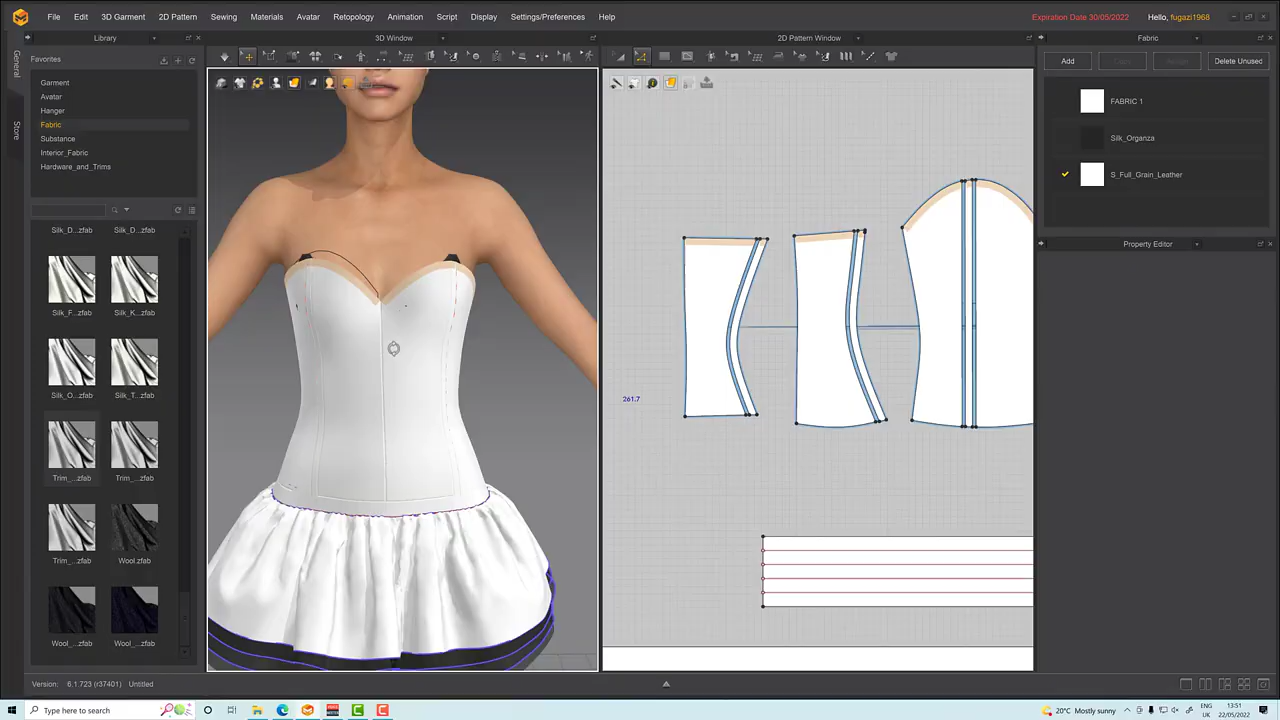 File Edit 3D Garment 2D Pattern Sewing Materials Avatar Retopology Animation Script Display Settings/Preferences Help
Expiration Date 30/05/2022 Hello, fugazi1968
Library
3D Window
2D Pattern Window
Fabric
General
Store
Favorites
Garment
Avatar
Hanger
Fabric
Substance
Interior_Fabric
Hardware_and_Trims
Silk_D...zfab Silk_D...zfab
Silk_F...zfab Silk_K...zfab
Silk_O...zfab Silk_T...zfab
Trim_...zfab Trim_...zfab
Trim_...zfab Wool.zfab
Wool_...zfab Wool_...zfab
261.7
Add Delete Unused
FABRIC 1
Silk_Organza
S_Full_Grain_Leather
Property Editor
Version: 6.1.723 (r37401) Untitled
Type here to search
20°C Mostly sunny
ENG
UK
13:51
22/05/2022